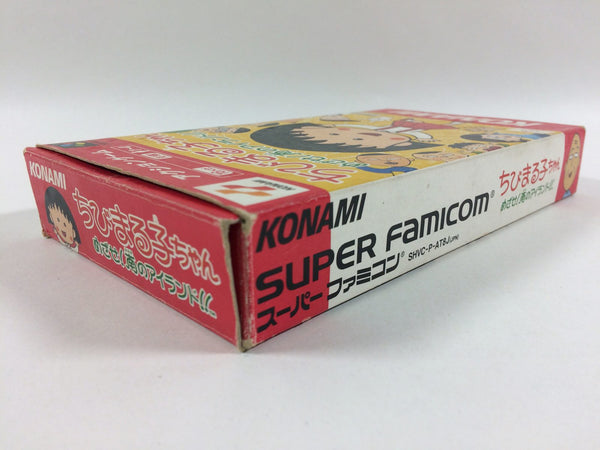 KONAMI
ちびまる子ちゃん
めざせ!南のアイランド!!
KONAMI
SUPER FAMICOM®
スーパーファミコン® SHVC-P-AT8J(JPN)
ちびまる子ちゃん
めざせ!南のアイランド!!